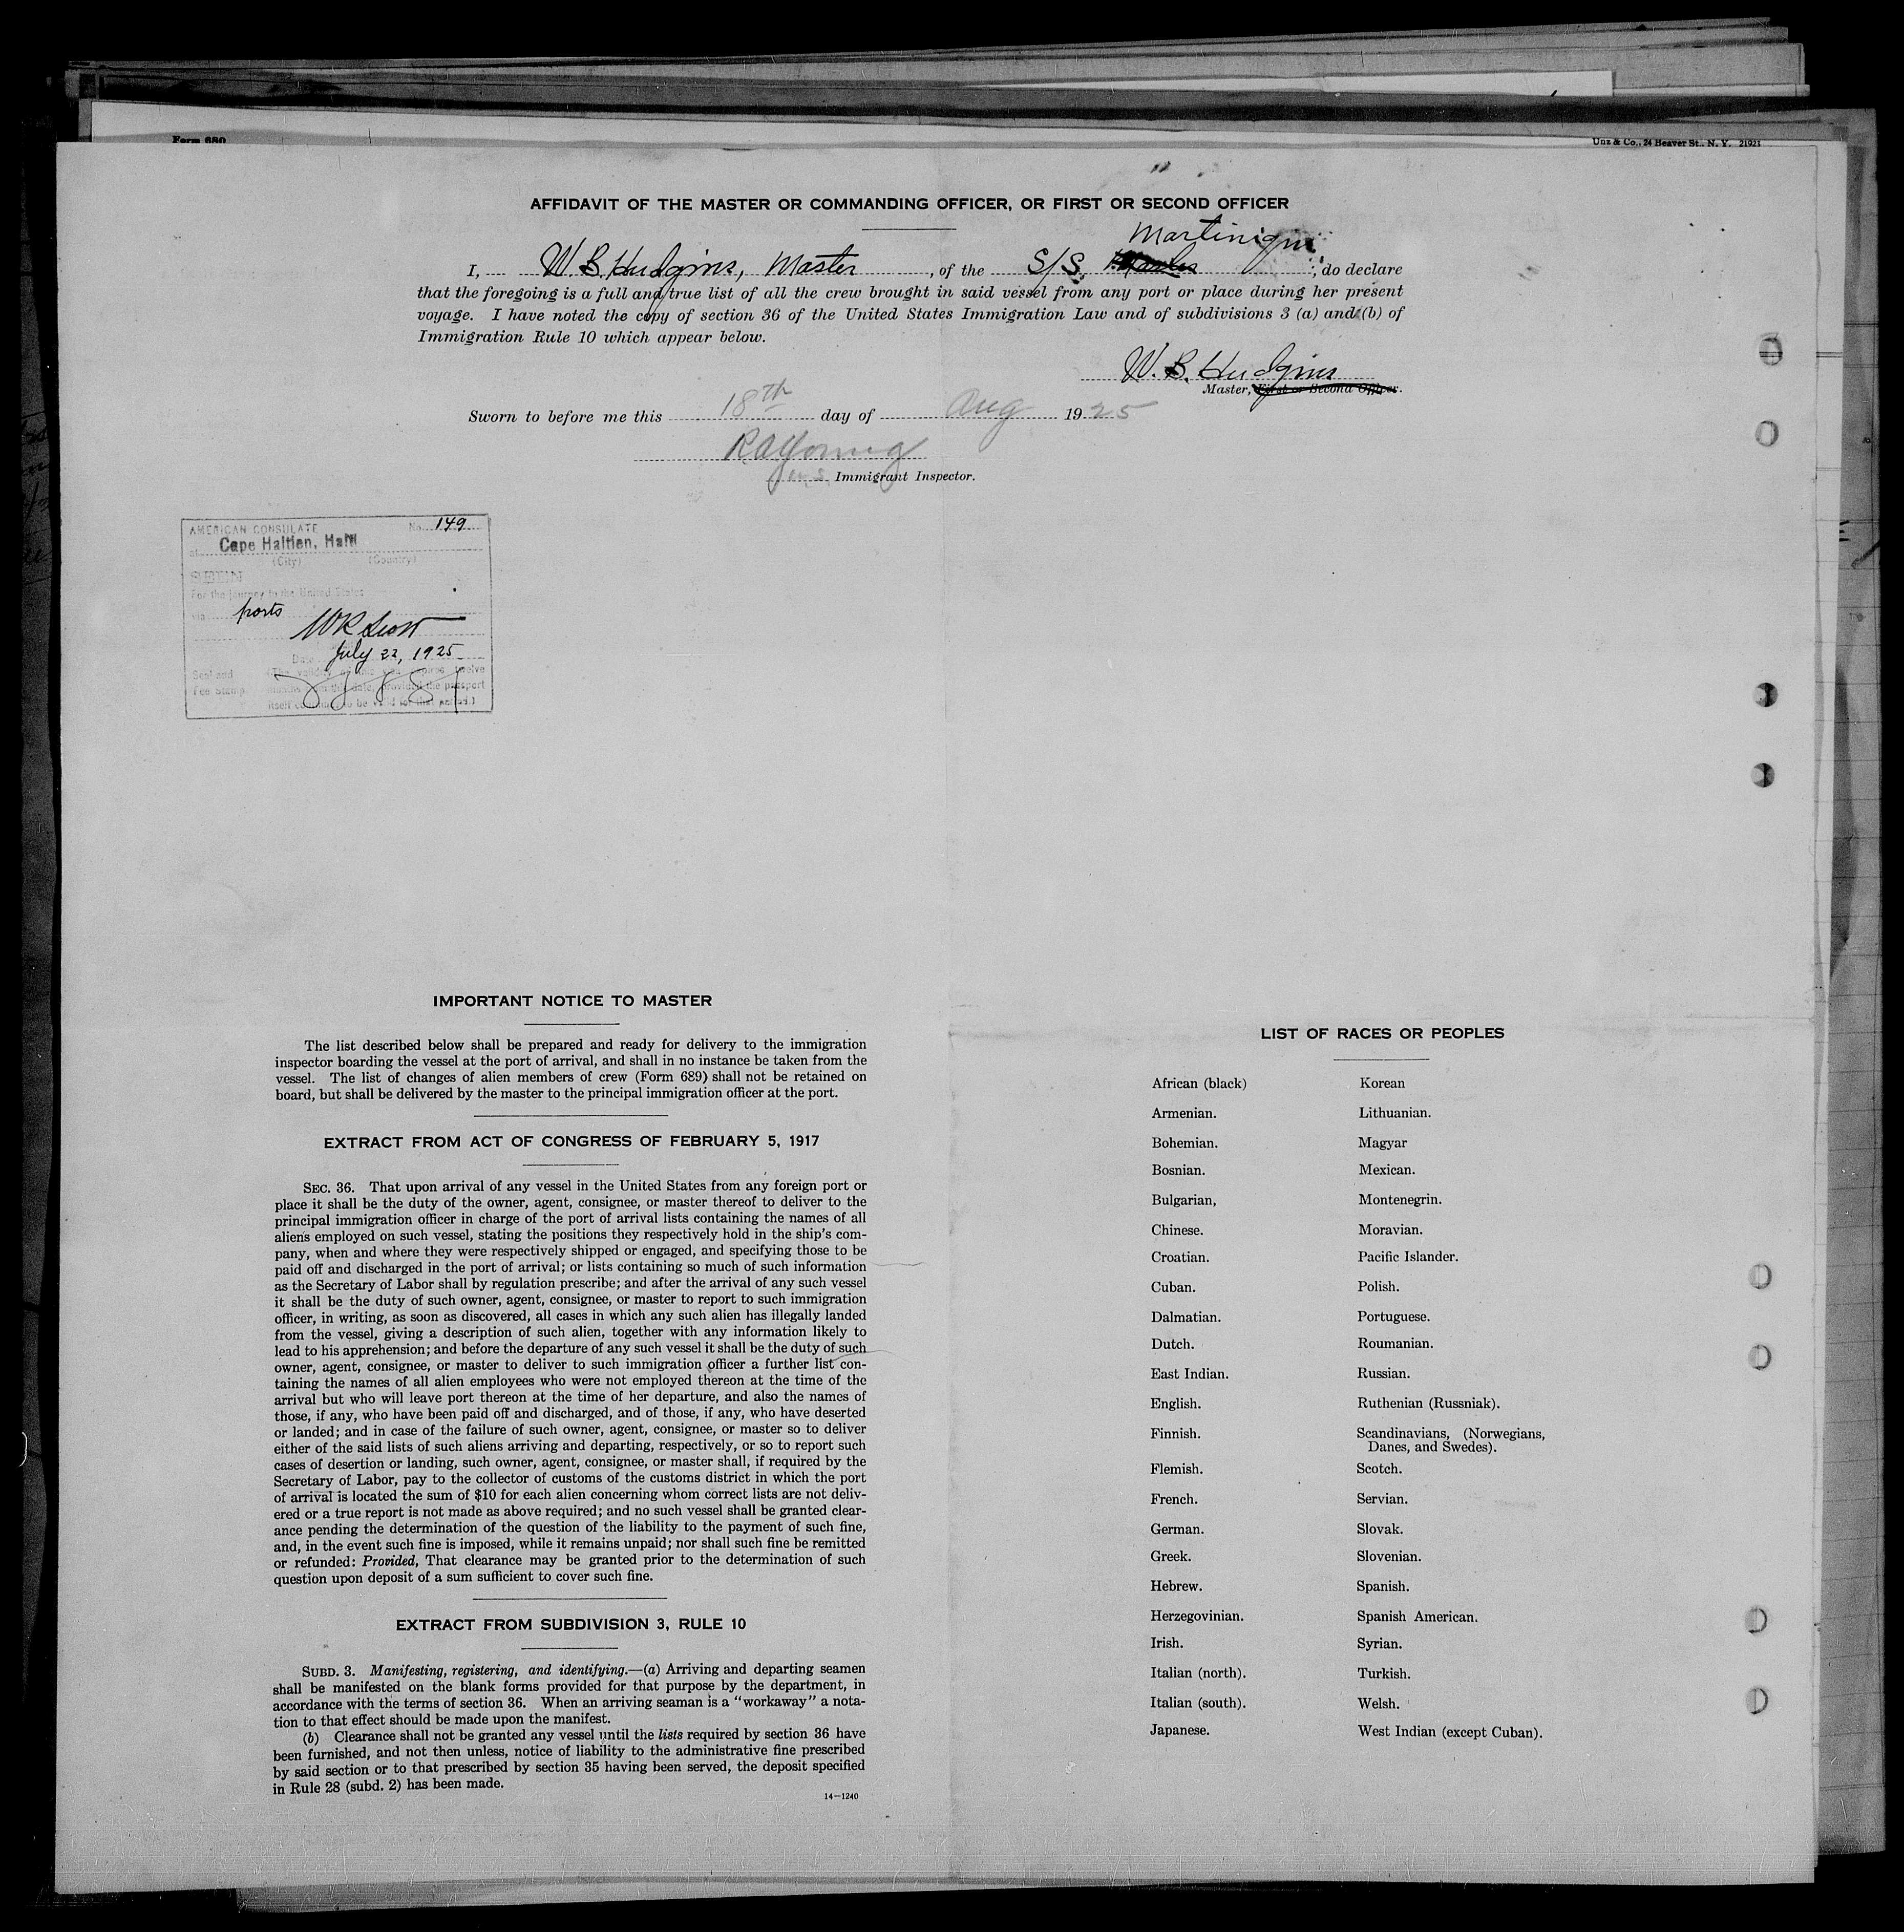 Form 680
Unz & Co., 24 Beaver St., N. Y. 21923
AFFIDAVIT OF THE MASTER OR COMMANDING OFFICER, OR FIRST OR SECOND OFFICER
Martinique
I, W. B. Hudgins, Master, of the S/S , do declare
that the foregoing is a full and true list of all the crew brought in said vessel from any port or place during her present
voyage. I have noted the copy of section 36 of the United States Immigration Law and of subdivisions 3 (a) and (b) of
Immigration Rule 10 which appear below.
W. B. Hudgins
Master, First or Second Officer.
Sworn to before me this 18th day of Aug 1925
R A Young
U.S. Immigrant Inspector.
AMERICAN CONSULATE No. 149
at Cape Haitien, Haiti
(City) (Country)
SEEN
For the journey to the United States
via ports
W R Scott
Date July 22, 1925
Seal and (The validity of this visa expires twelve
Fee Stamp months from this date, provided the passport
itself continues to be valid for that period.)
IMPORTANT NOTICE TO MASTER
The list described below shall be prepared and ready for delivery to the immigration
inspector boarding the vessel at the port of arrival, and shall in no instance be taken from the
vessel. The list of changes of alien members of crew (Form 689) shall not be retained on
board, but shall be delivered by the master to the principal immigration officer at the port.
EXTRACT FROM ACT OF CONGRESS OF FEBRUARY 5, 1917
SEC. 36. That upon arrival of any vessel in the United States from any foreign port or
place it shall be the duty of the owner, agent, consignee, or master thereof to deliver to the
principal immigration officer in charge of the port of arrival lists containing the names of all
aliens employed on such vessel, stating the positions they respectively hold in the ship's com-
pany, when and where they were respectively shipped or engaged, and specifying those to be
paid off and discharged in the port of arrival; or lists containing so much of such information
as the Secretary of Labor shall by regulation prescribe; and after the arrival of any such vessel
it shall be the duty of such owner, agent, consignee, or master to report to such immigration
officer, in writing, as soon as discovered, all cases in which any such alien has illegally landed
from the vessel, giving a description of such alien, together with any information likely to
lead to his apprehension; and before the departure of any such vessel it shall be the duty of such
owner, agent, consignee, or master to deliver to such immigration officer a further list con-
taining the names of all alien employees who were not employed thereon at the time of the
arrival but who will leave port thereon at the time of her departure, and also the names of
those, if any, who have been paid off and discharged, and of those, if any, who have deserted
or landed; and in case of the failure of such owner, agent, consignee, or master so to deliver
either of the said lists of such aliens arriving and departing, respectively, or so to report such
cases of desertion or landing, such owner, agent, consignee, or master shall, if required by the
Secretary of Labor, pay to the collector of customs of the customs district in which the port
of arrival is located the sum of $10 for each alien concerning whom correct lists are not deliv-
ered or a true report is not made as above required; and no such vessel shall be granted clear-
ance pending the determination of the question of the liability to the payment of such fine,
and, in the event such fine is imposed, while it remains unpaid; nor shall such fine be remitted
or refunded: Provided, That clearance may be granted prior to the determination of such
question upon deposit of a sum sufficient to cover such fine.
EXTRACT FROM SUBDIVISION 3, RULE 10
SUBD. 3. Manifesting, registering, and identifying.—(a) Arriving and departing seamen
shall be manifested on the blank forms provided for that purpose by the department, in
accordance with the terms of section 36. When an arriving seaman is a "workaway" a nota-
tion to that effect should be made upon the manifest.
(b) Clearance shall not be granted any vessel until the lists required by section 36 have
been furnished, and not then unless, notice of liability to the administrative fine prescribed
by said section or to that prescribed by section 35 having been served, the deposit specified
in Rule 28 (subd. 2) has been made.
14—1240
LIST OF RACES OR PEOPLES
African (black) Korean
Armenian. Lithuanian.
Bohemian. Magyar
Bosnian. Mexican.
Bulgarian, Montenegrin.
Chinese. Moravian.
Croatian. Pacific Islander.
Cuban. Polish.
Dalmatian. Portuguese.
Dutch. Roumanian.
East Indian. Russian.
English. Ruthenian (Russniak).
Finnish. Scandinavians, (Norwegians,
Danes, and Swedes).
Flemish. Scotch.
French. Servian.
German. Slovak.
Greek. Slovenian.
Hebrew. Spanish.
Herzegovinian. Spanish American.
Irish. Syrian.
Italian (north). Turkish.
Italian (south). Welsh.
Japanese. West Indian (except Cuban).